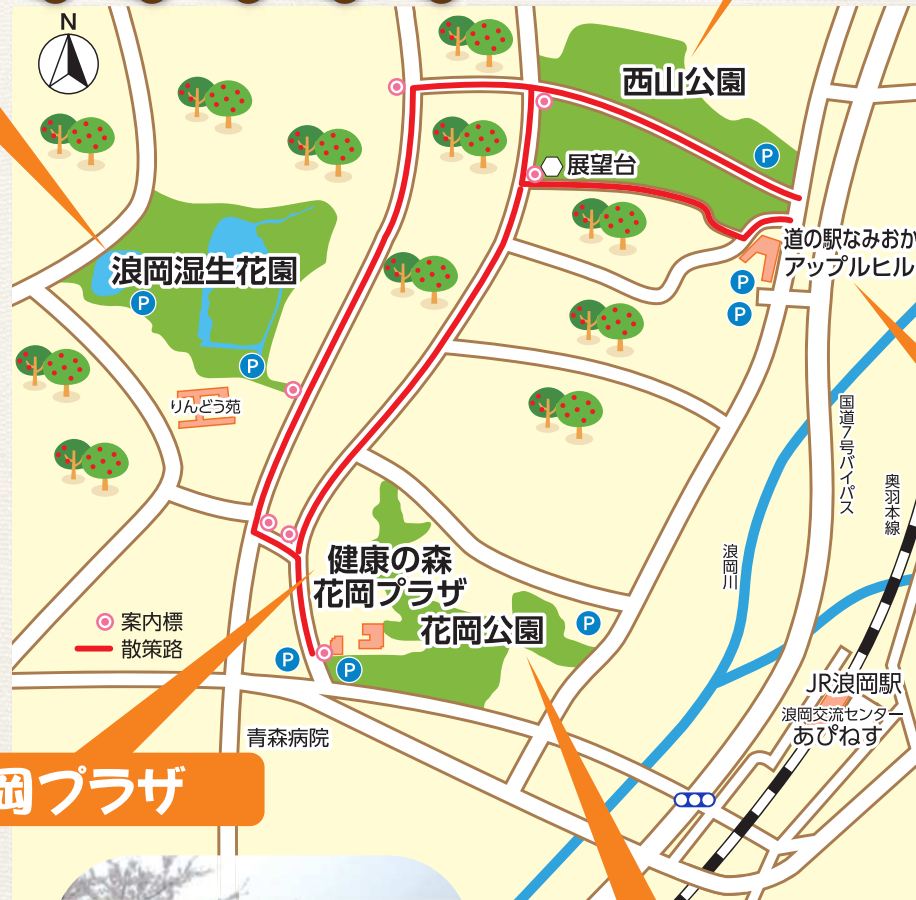 N
西山公園
P
展望台
道の駅なみおか
アップルヒル
P
P
浪岡湿生花園
P
P
りんどう苑
国道7号バイパス
奥羽本線
浪岡川
健康の森
花岡プラザ
花岡公園
P
案内標
散策路
P
P
JR浪岡駅
浪岡交流センター
あぴねす
青森病院
岡プラザ